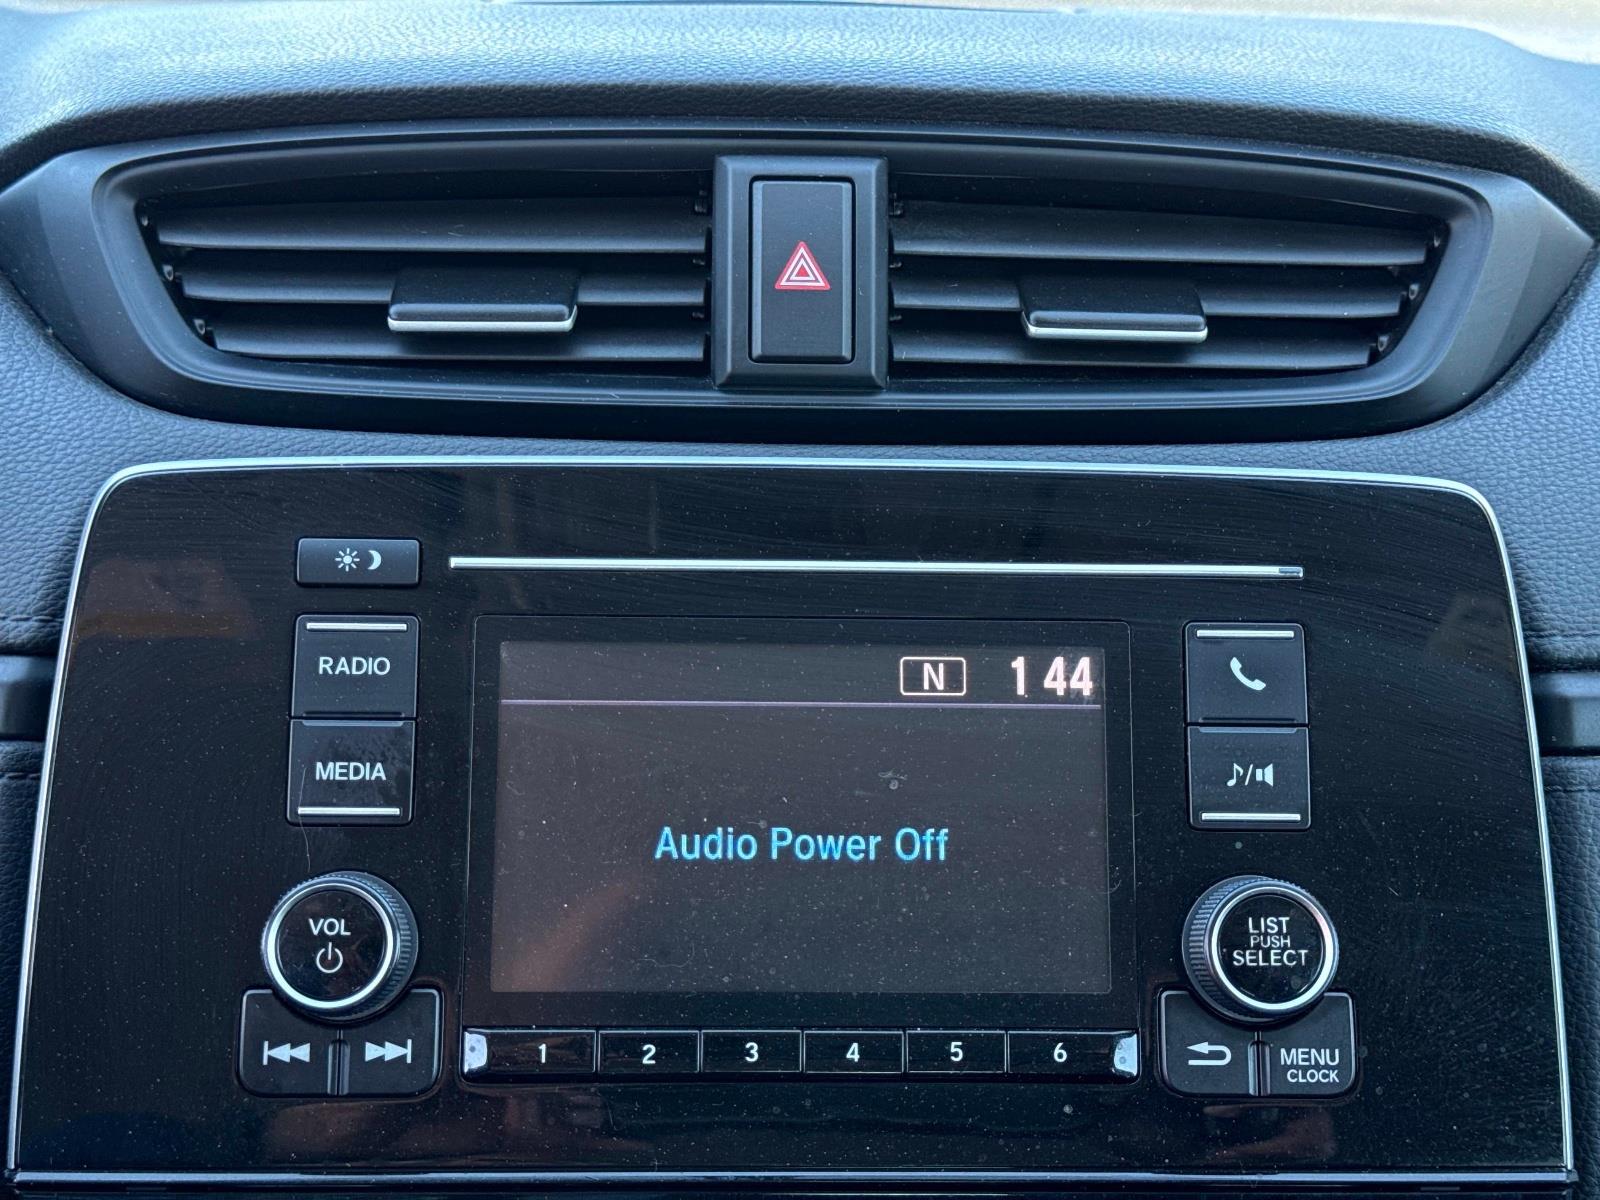 RADIO
MEDIA
VOL
N 1 44
Audio Power Off
LIST
PUSH
SELECT
1 2 3 4 5 6
MENU
CLOCK